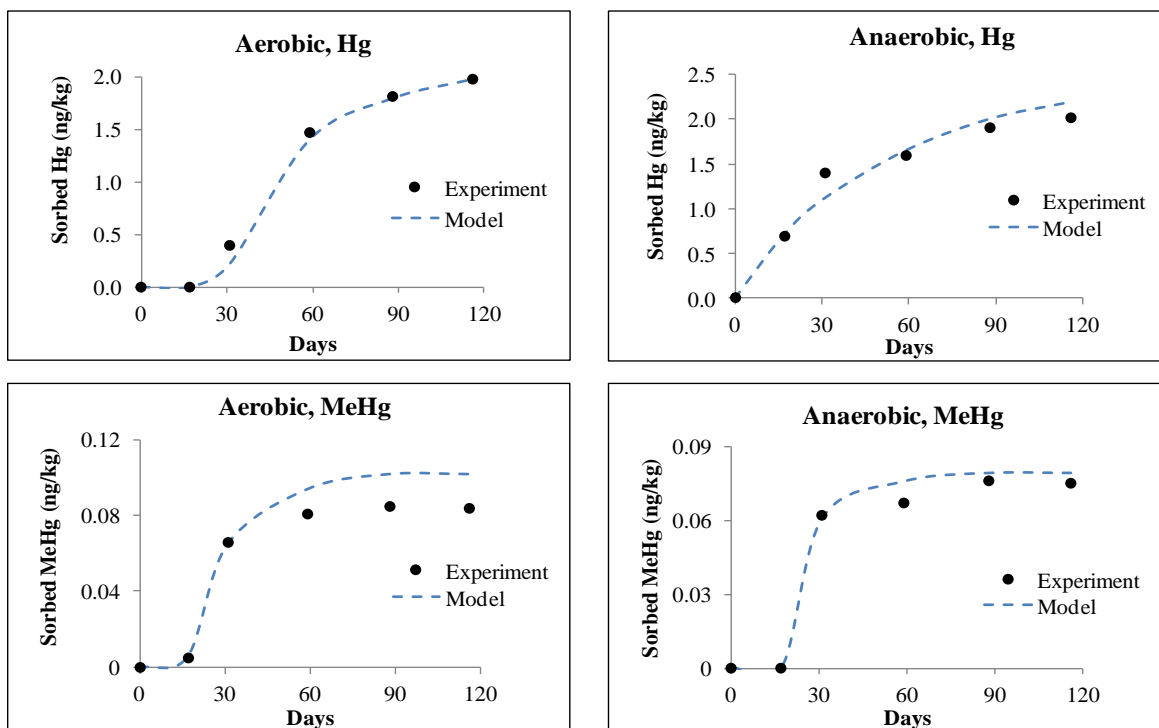 Aerobic, Hg
Sorbed Hg (ng/kg)
2.0
1.5
1.0
0.5
0.0
0 30 60 90 120
Days
Experiment
Model
Anaerobic, Hg
Sorbed Hg (ng/kg)
2.5
2.0
1.5
1.0
0.5
0.0
0 30 60 90 120
Days
Experiment
Model
Aerobic, MeHg
Sorbed MeHg (ng/kg)
0.12
0.08
0.04
0
0 30 60 90 120
Days
Experiment
Model
Anaerobic, MeHg
Sorbed MeHg (ng/kg)
0.09
0.06
0.03
0
0 30 60 90 120
Days
Experiment
Model